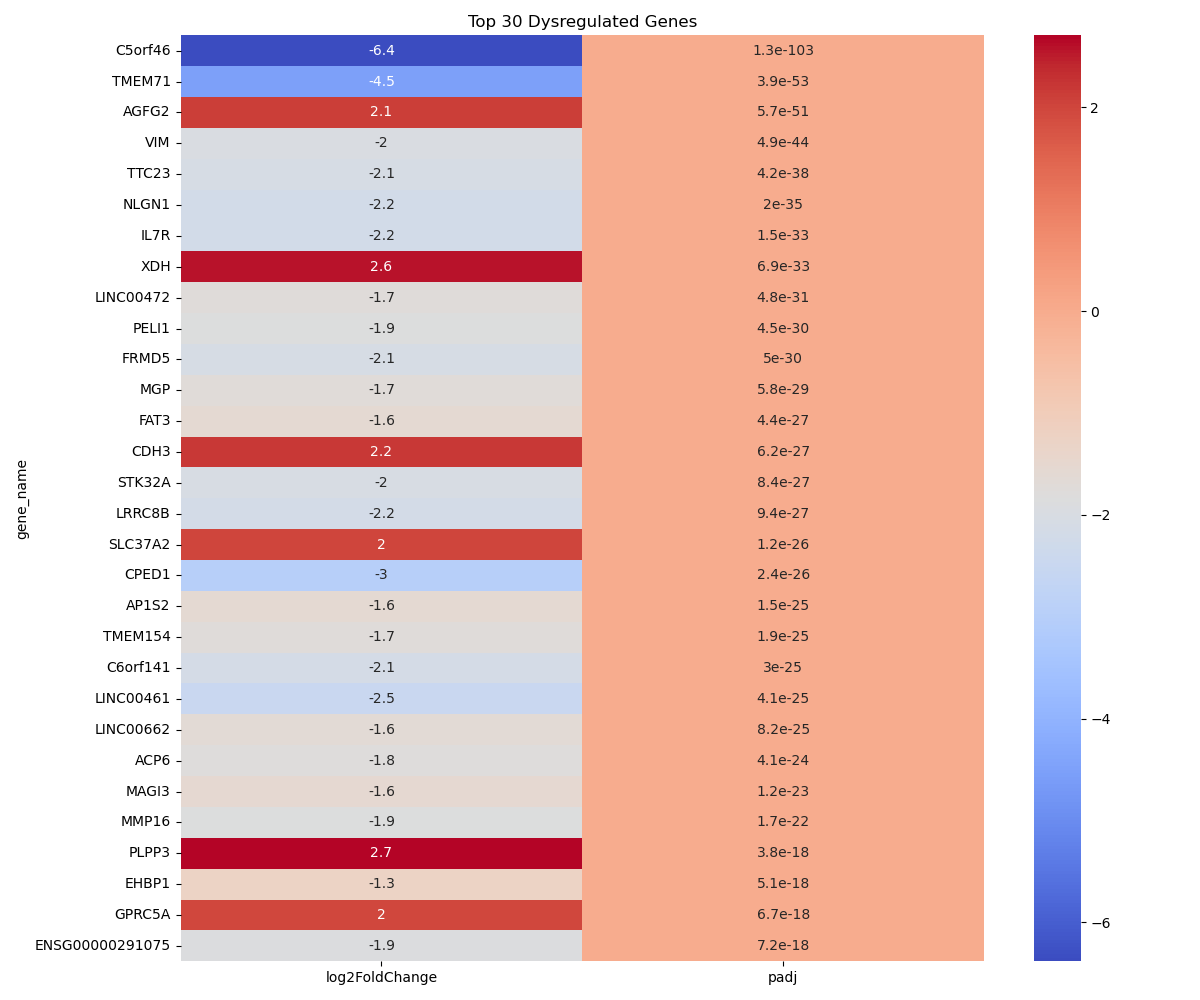 Top 30 Dysregulated Genes
gene_name
C5orf46 -6.4 1.3e-103
TMEM71 -4.5 3.9e-53
AGFG2 2.1 5.7e-51
VIM -2 4.9e-44
TTC23 -2.1 4.2e-38
NLGN1 -2.2 2e-35
IL7R -2.2 1.5e-33
XDH 2.6 6.9e-33
LINC00472 -1.7 4.8e-31
PELI1 -1.9 4.5e-30
FRMD5 -2.1 5e-30
MGP -1.7 5.8e-29
FAT3 -1.6 4.4e-27
CDH3 2.2 6.2e-27
STK32A -2 8.4e-27
LRRC8B -2.2 9.4e-27
SLC37A2 2 1.2e-26
CPED1 -3 2.4e-26
AP1S2 -1.6 1.5e-25
TMEM154 -1.7 1.9e-25
C6orf141 -2.1 3e-25
LINC00461 -2.5 4.1e-25
LINC00662 -1.6 8.2e-25
ACP6 -1.8 4.1e-24
MAGI3 -1.6 1.2e-23
MMP16 -1.9 1.7e-22
PLPP3 2.7 3.8e-18
EHBP1 -1.3 5.1e-18
GPRC5A 2 6.7e-18
ENSG00000291075 -1.9 7.2e-18
log2FoldChange padj
2
0
−2
−4
−6